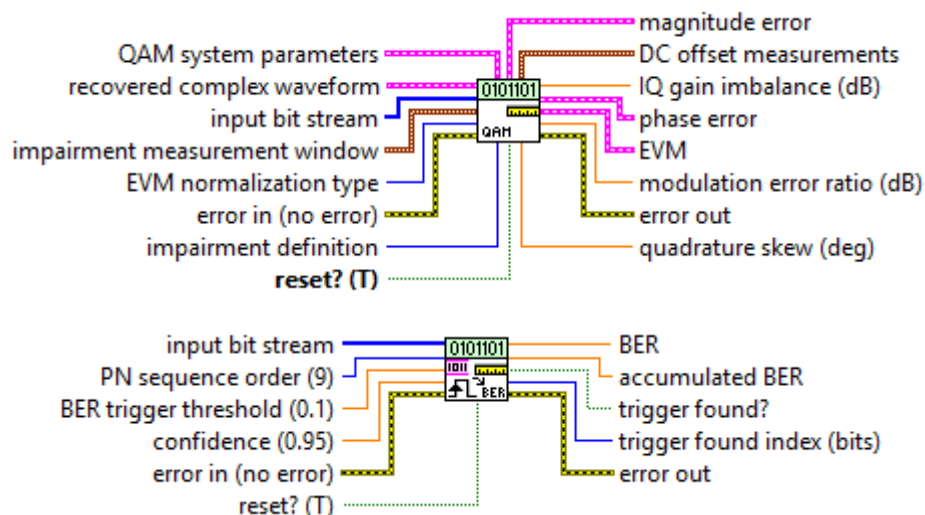 magnitude error
QAM system parameters
DC offset measurements
recovered complex waveform
IQ gain imbalance (dB)
0101101
input bit stream
phase error
QAM
impairment measurement window
EVM
EVM normalization type
modulation error ratio (dB)
error in (no error)
error out
impairment definition
quadrature skew (deg)
reset? (T)
input bit stream
0101101
BER
PN sequence order (9)
1011
accumulated BER
BER trigger threshold (0.1)
BER
trigger found?
confidence (0.95)
trigger found index (bits)
error in (no error)
error out
reset? (T)